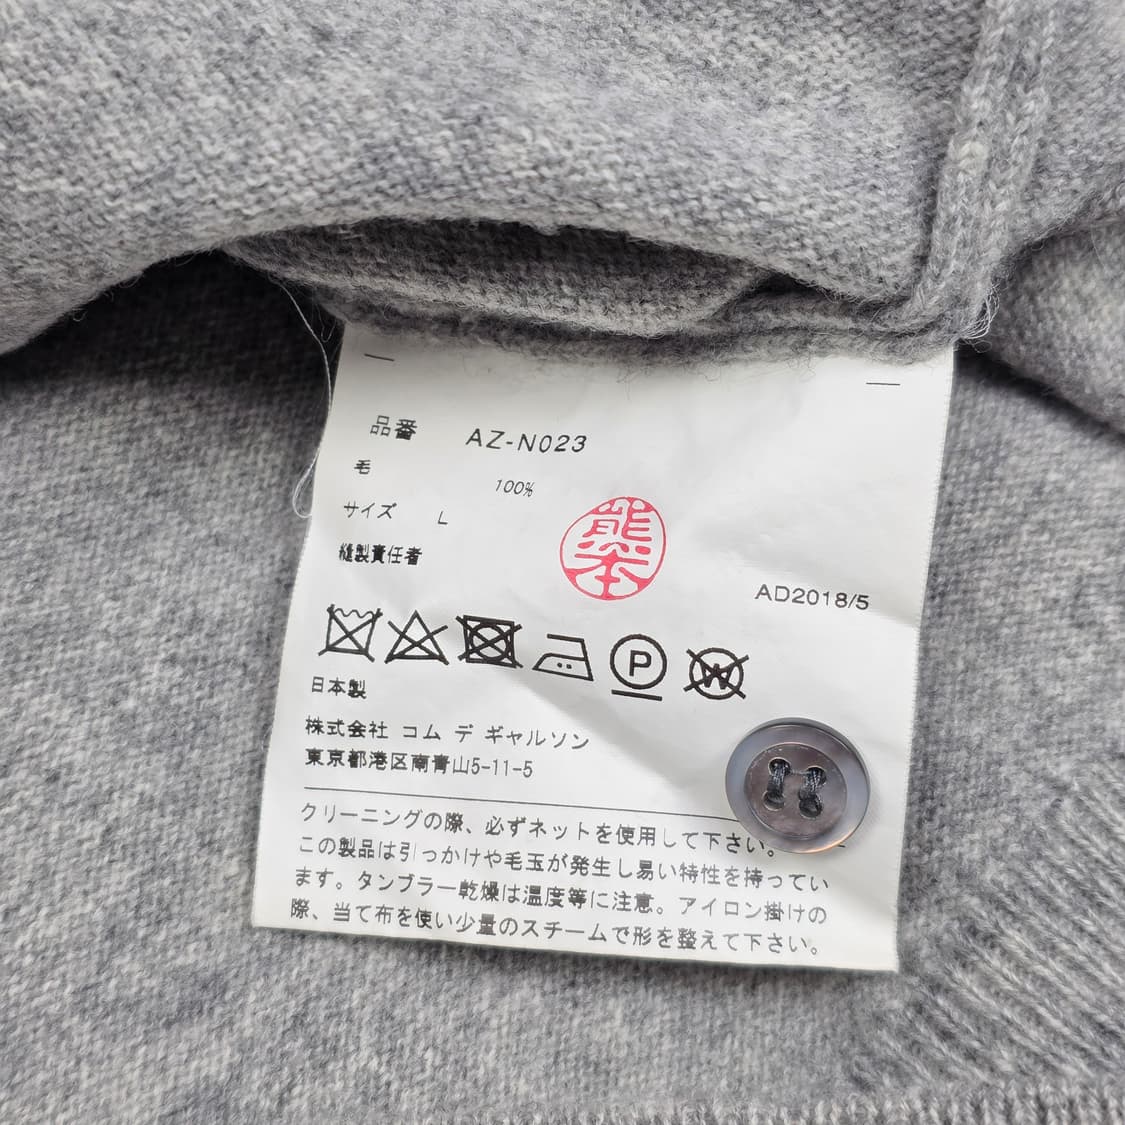 品番 AZ-N023
毛 100%
サイズ L
縫製責任者
熊本
AD2018/5
P
W
日本製
株式会社 コム デ ギャルソン
東京都港区南青山5-11-5
クリーニングの際、必ずネットを使用して下さい。
この製品は引っかけや毛玉が発生し易い特性を持ってい
ます。タンブラー乾燥は温度等に注意。アイロン掛けの
際、当て布を使い少量のスチームで形を整えて下さい。